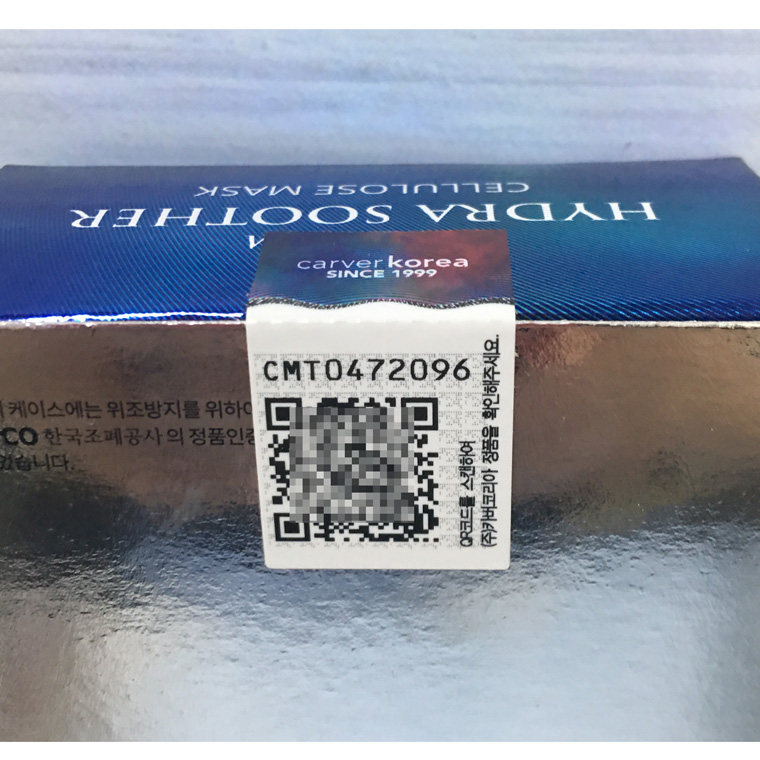 HYDRA SOOTHER
CELLULOSE MASK
carver korea
SINCE 1999
CMT0472096
QR코드를 스캔하여
(주)카버코리아 정품을 확인해주세요.
케이스에는 위조방지를 위하여
CO 한국조폐공사의 정품인증
습니다.